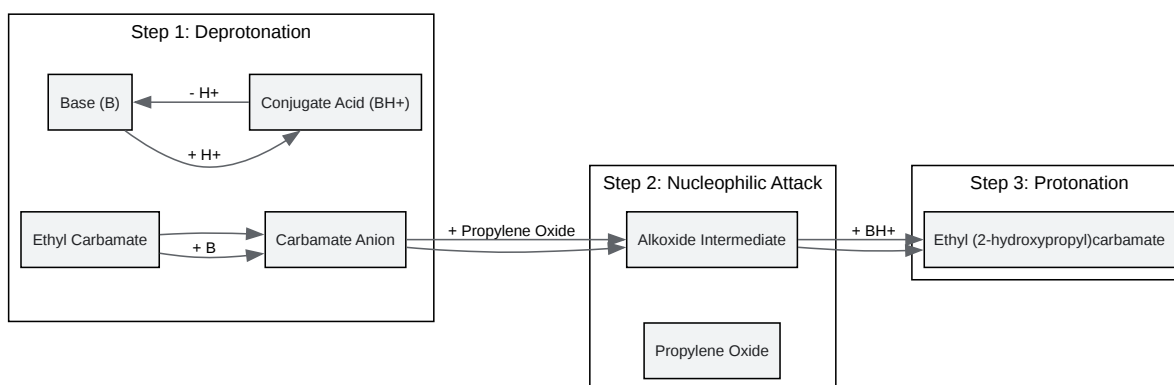 Step 1: Deprotonation
Base (B)
- H+
Conjugate Acid (BH+)
+ H+
Ethyl Carbamate
+ B
Carbamate Anion
+ Propylene Oxide
Step 2: Nucleophilic Attack
Alkoxide Intermediate
Propylene Oxide
+ BH+
Step 3: Protonation
Ethyl (2-hydroxypropyl)carbamate